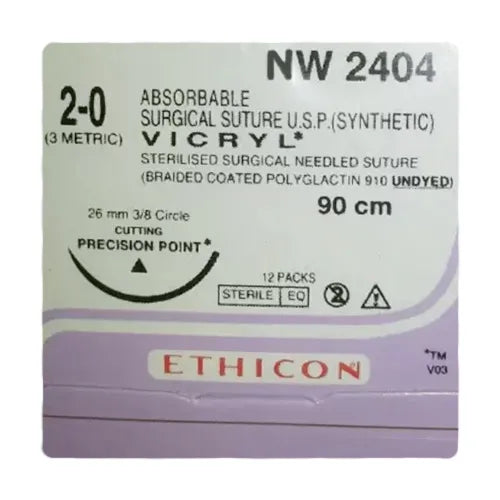 NW 2404
2-0
(3 METRIC)
ABSORBABLE
SURGICAL SUTURE U.S.P.(SYNTHETIC)
VICRYL*
STERILISED SURGICAL NEEDLED SUTURE
(BRAIDED COATED POLYGLACTIN 910 UNDYED)
90 cm
26 mm 3/8 Circle
CUTTING
PRECISION POINT*
12 PACKS
STERILE EO
2
!
ETHICON
*TM
V03